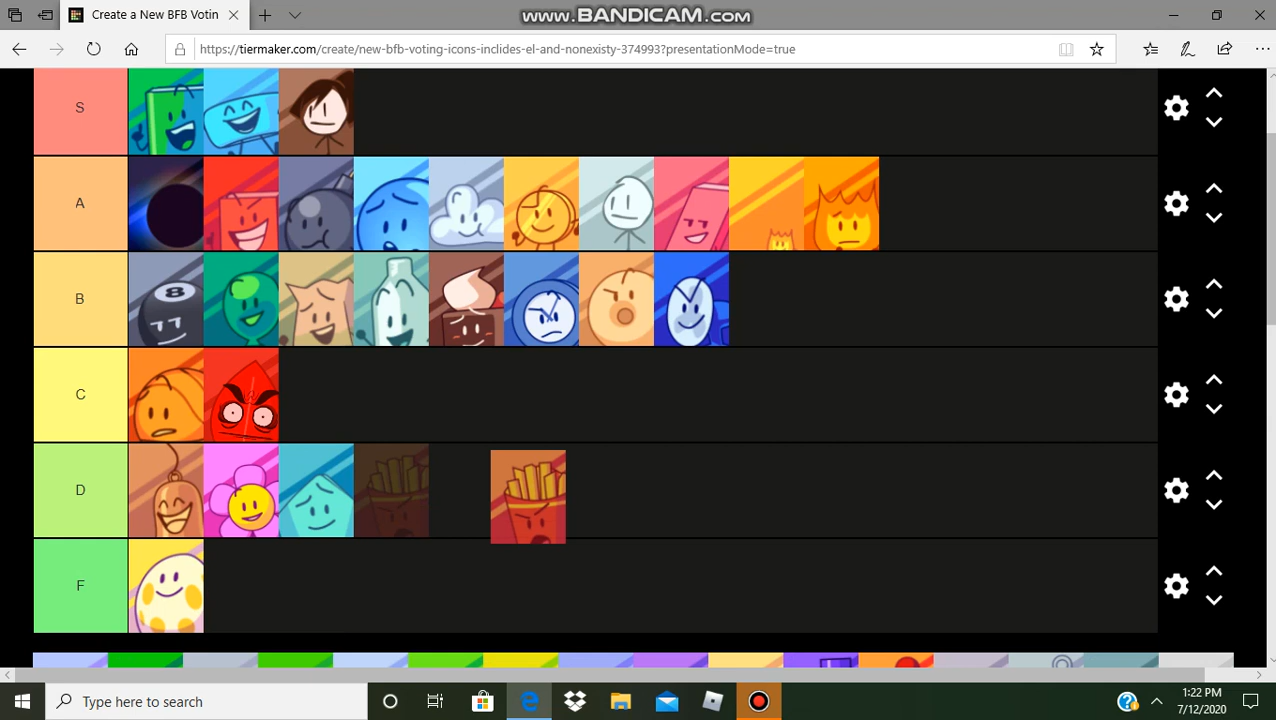 Create a New BFB Votin
www.BANDICAM.com
https://tiermaker.com/create/new-bfb-voting-icons-inclides-el-and-nonexisty-374993?presentationMode=true
S
A
B
8
C
D
F
Type here to search
1:22 PM
7/12/2020